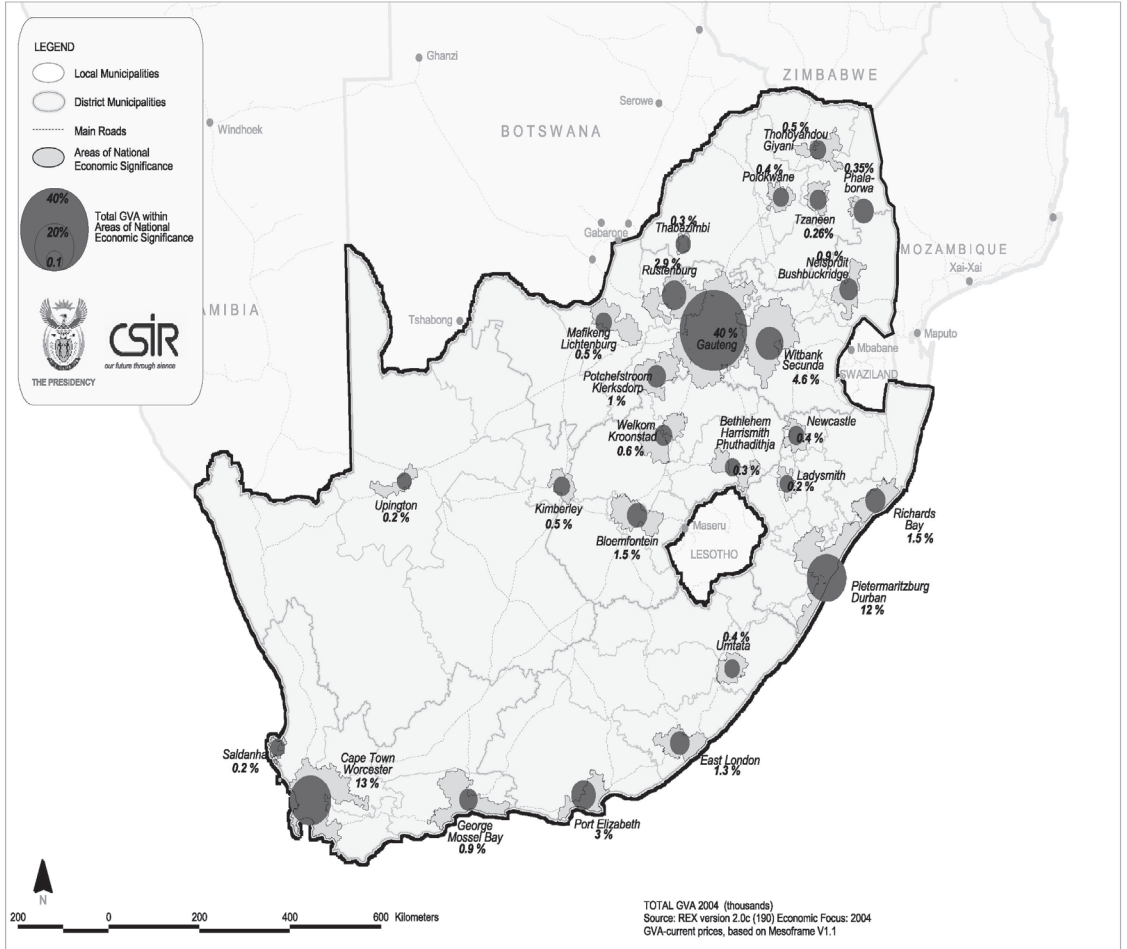 LEGEND
Local Municipalities
District Municipalities
Main Roads
Areas of National
Economic Significance
40%
20%
0.1
Total GVA within
Areas of National
Economic Significance
THE PRESIDENCY
CSIR
our future through sience
Ghanzi
ZIMBABWE
Serowe
Windhoek
BOTSWANA
0.5 %
Thohoyandou
Giyani
0.4 %
Polokwane
0.35%
Phala-
borwa
Tzaneen
0.26%
0.3 %
Thabazimbi
Gabarone
MOZAMBIQUE
Xai-Xai
0.9 %
Nelspruit
Bushbuckridge
2.9 %
Rustenburg
AMIBIA
Tshabong
Mafikeng
Lichtenburg
0.5 %
40 %
Gauteng
Maputo
Mbabane
SWAZILAND
Witbank
Secunda
4.6 %
Potchefstroom
Klerksdorp
1 %
Welkom
Kroonstad
0.6 %
Bethlehem
Harrismith
Phuthadithja
0.3 %
Newcastle
0.4 %
Ladysmith
0.2 %
Upington
0.2 %
Kimberley
0.5 %
Bloemfontein
1.5 %
Maseru
LESOTHO
Richards
Bay
1.5 %
Pietermaritzburg
Durban
12 %
0.4 %
Umtata
Saldanha
0.2 %
Cape Town
Worcester
13 %
East London
1.3 %
George
Mossel Bay
0.9 %
Port Elizabeth
3 %
N
200 0 200 400 600 Kilometers
TOTAL GVA 2004 (thousands)
Source: REX version 2.0c (190) Economic Focus: 2004
GVA-current prices, based on Mesoframe V1.1